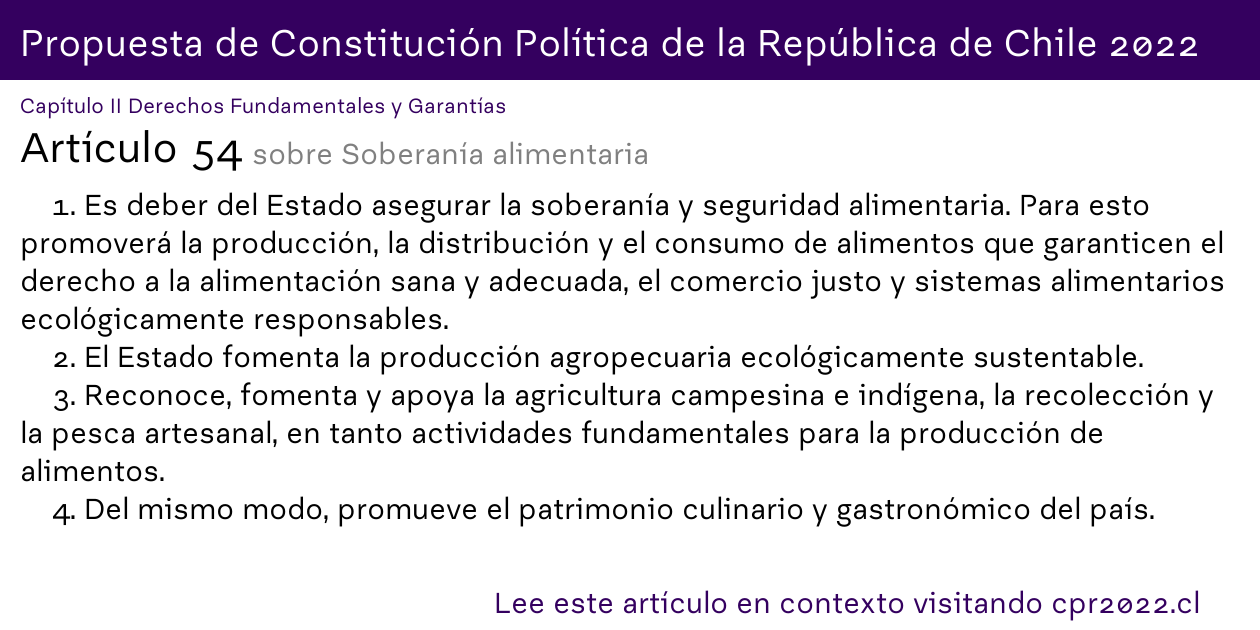 Propuesta de Constitución Política de la República de Chile 2022
Capítulo II Derechos Fundamentales y Garantías
Artículo 54 sobre Soberanía alimentaria
1. Es deber del Estado asegurar la soberanía y seguridad alimentaria. Para esto
promoverá la producción, la distribución y el consumo de alimentos que garanticen el
derecho a la alimentación sana y adecuada, el comercio justo y sistemas alimentarios
ecológicamente responsables.
2. El Estado fomenta la producción agropecuaria ecológicamente sustentable.
3. Reconoce, fomenta y apoya la agricultura campesina e indígena, la recolección y
la pesca artesanal, en tanto actividades fundamentales para la producción de
alimentos.
4. Del mismo modo, promueve el patrimonio culinario y gastronómico del país.
Lee este artículo en contexto visitando cpr2022.cl